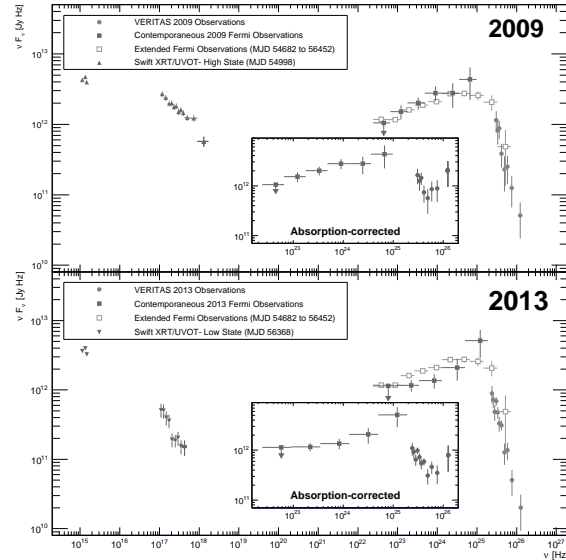 ν Fν [Jy Hz]
2009
VERITAS 2009 Observations
Contemporaneous 2009 Fermi Observations
Extended Fermi Observations (MJD 54682 to 56452)
Swift XRT/UVOT- High State (MJD 54998)
10^13
10^12
10^11
10^10
10^12
10^11
10^23 10^24 10^25 10^26
Absorption-corrected
ν Fν [Jy Hz]
2013
VERITAS 2013 Observations
Contemporaneous 2013 Fermi Observations
Extended Fermi Observations (MJD 54682 to 56452)
Swift XRT/UVOT- Low State (MJD 56368)
10^13
10^12
10^11
10^10
10^12
10^11
10^23 10^24 10^25 10^26
Absorption-corrected
10^15 10^16 10^17 10^18 10^19 10^20 10^21 10^22 10^23 10^24 10^25 10^26 10^27
ν [Hz]